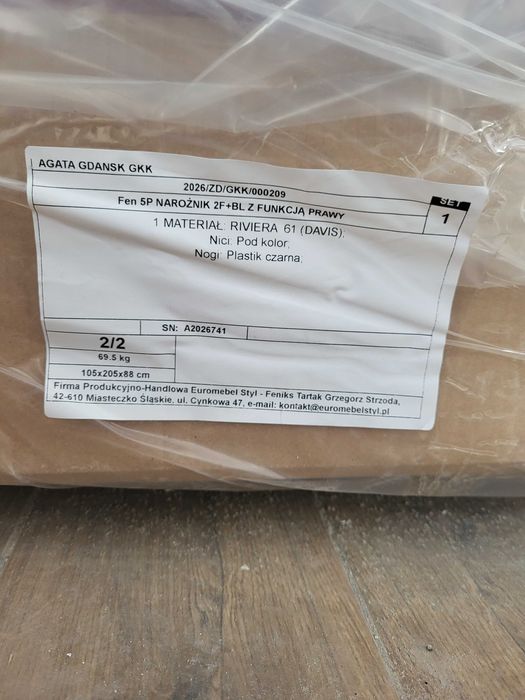 AGATA GDANSK GKK
2026/ZD/GKK/000209
Fen 5P NAROŻNIK 2F+BL Z FUNKCJĄ PRAWY
SET
1
1 MATERIAŁ: RIVIERA 61 (DAVIS);
Nici: Pod kolor;
Nogi: Plastik czarna;
SN: A2026741
2/2
69.5 kg
105x205x88 cm
Firma Produkcyjno-Handlowa Euromebel Styl - Feniks Tartak Grzegorz Strzoda,
42-610 Miasteczko Śląskie, ul. Cynkowa 47, e-mail: kontakt@euromebelstyl.pl